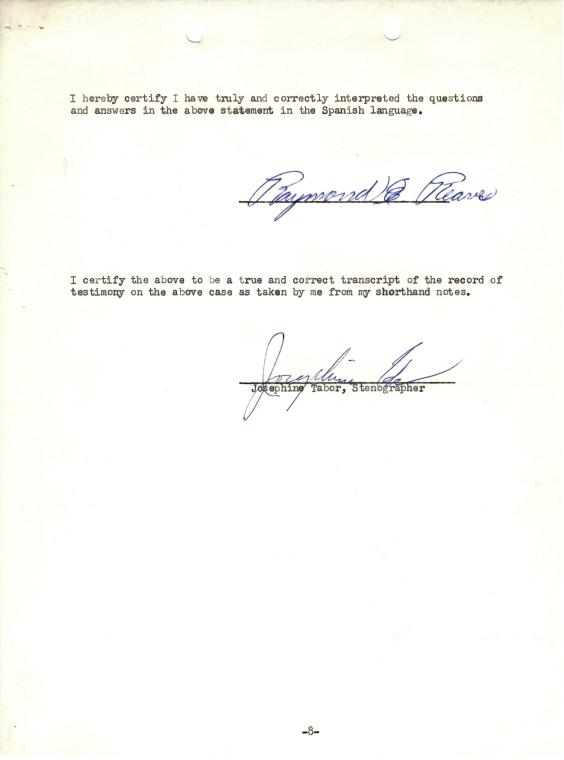 I hereby certify I have truly and correctly interpreted the questions
and answers in the above statement in the Spanish language.
Raymond E Reaves
I certify the above to be a true and correct transcript of the record of
testimony on the above case as taken by me from my shorthand notes.
Josephine
Josephine Tabor, Stenographer
-8-